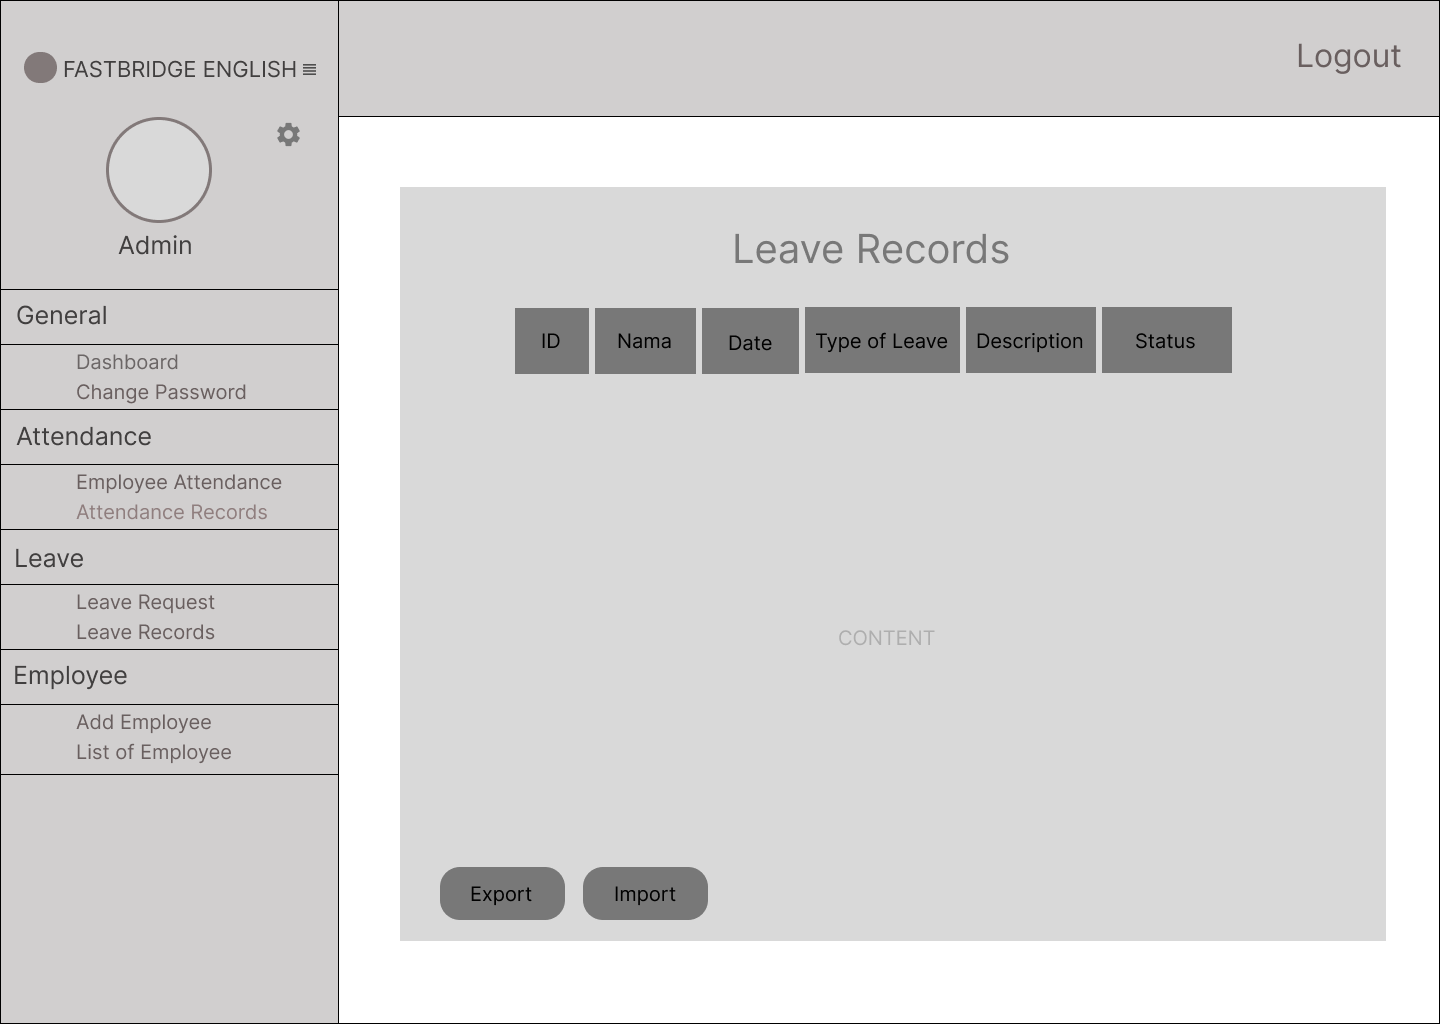 FASTBRIDGE ENGLISH
Logout
Admin
General
Dashboard
Change Password
Attendance
Employee Attendance
Attendance Records
Leave
Leave Request
Leave Records
Employee
Add Employee
List of Employee
Leave Records
ID Nama Date Type of Leave Description Status
CONTENT
Export Import